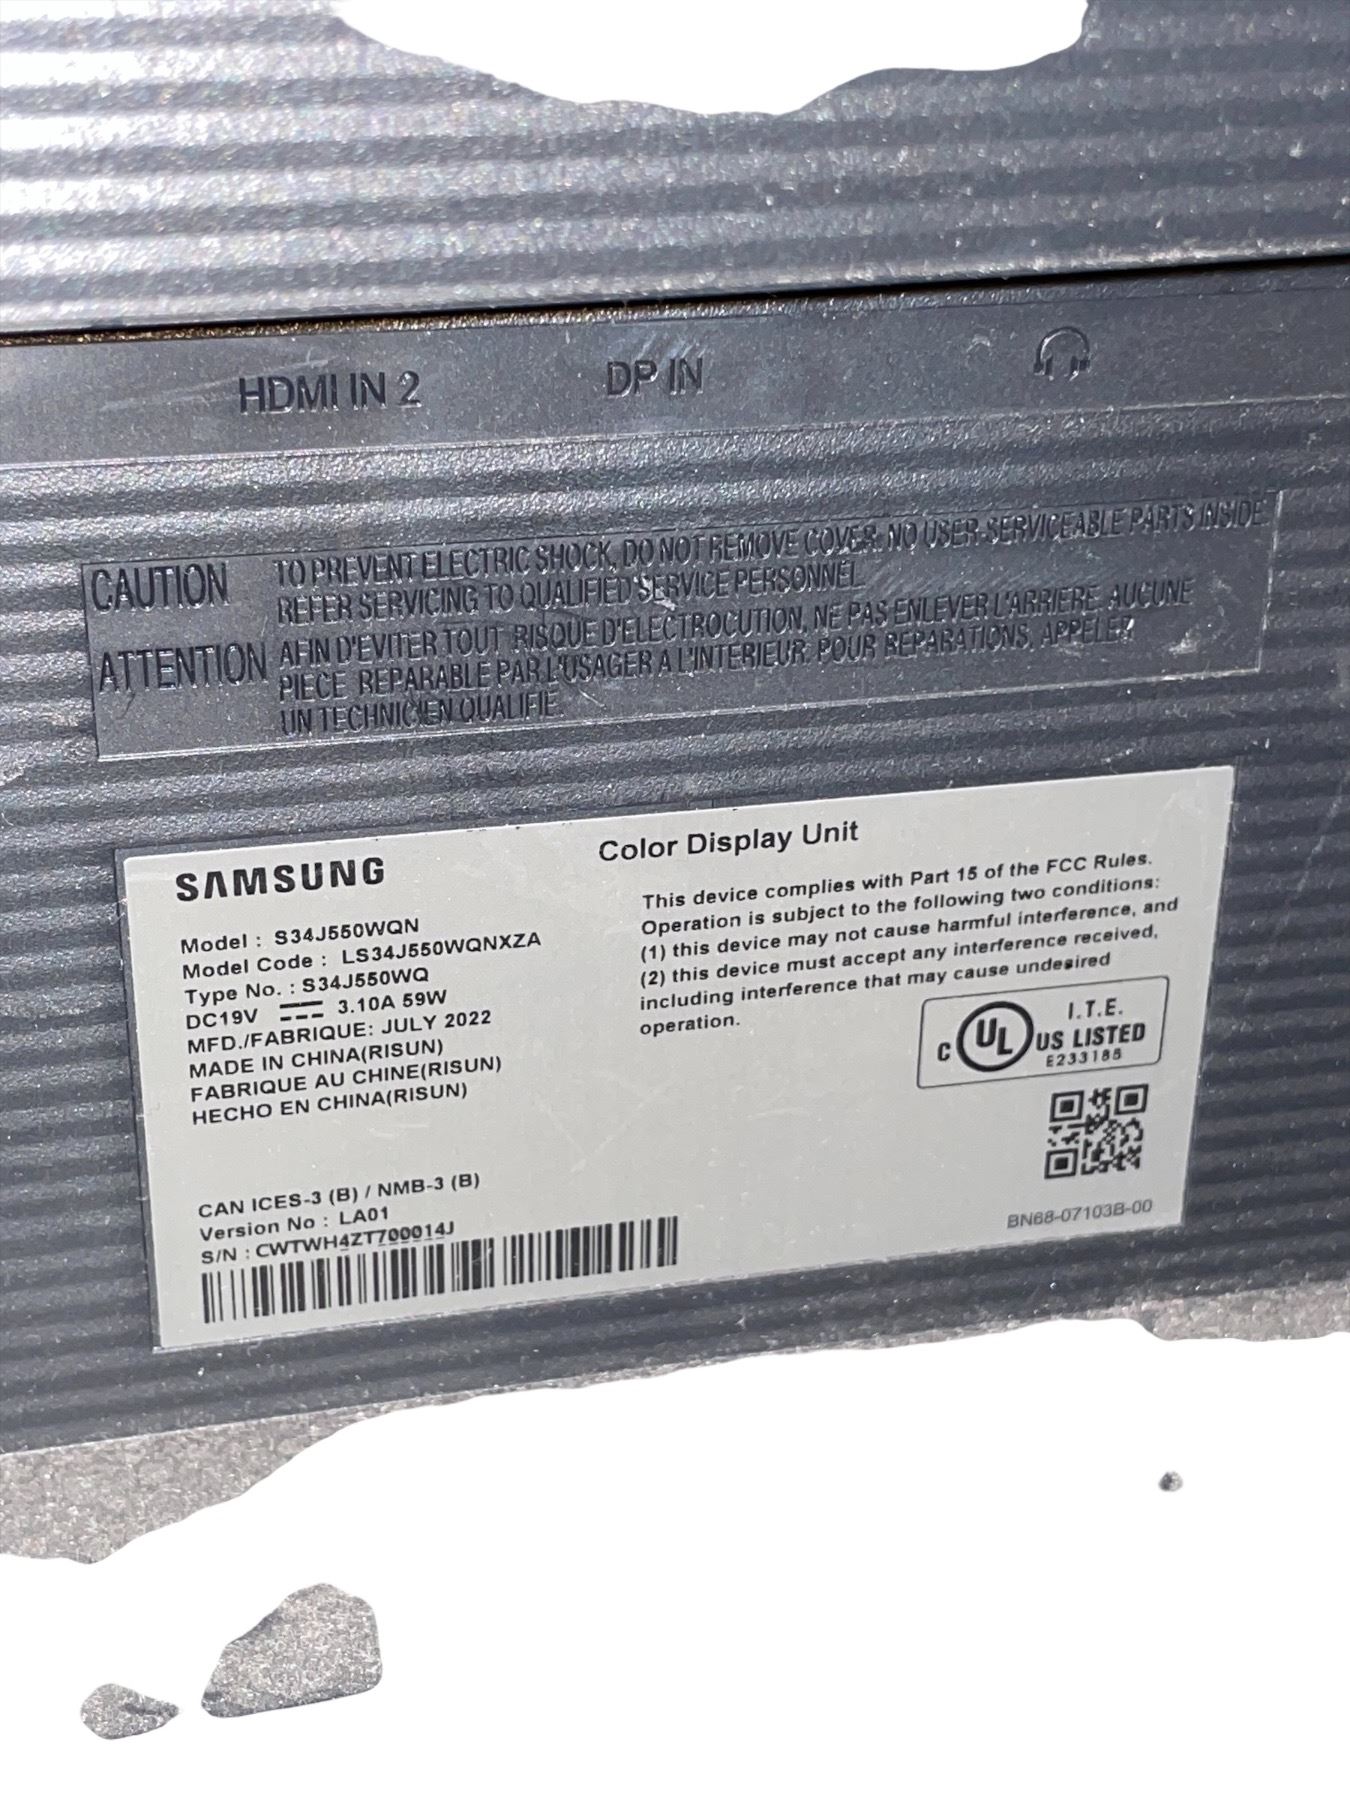 HDMI IN 2
DP IN
CAUTION
TO PREVENT ELECTRIC SHOCK, DO NOT REMOVE COVER. NO USER-SERVICEABLE PARTS INSIDE.
REFER SERVICING TO QUALIFIED SERVICE PERSONNEL.
ATTENTION
AFIN D'EVITER TOUT RISQUE D'ELECTROCUTION, NE PAS ENLEVER L'ARRIERE. AUCUNE
PIECE REPARABLE PAR L'USAGER A L'INTERIEUR. POUR REPARATIONS, APPELER
UN TECHNICIEN QUALIFIE.
SAMSUNG
Color Display Unit
Model : S34J550WQN
Model Code : LS34J550WQNXZA
Type No. : S34J550WQ
DC19V ⎓ 3.10A 59W
MFD./FABRIQUE: JULY 2022
MADE IN CHINA(RISUN)
FABRIQUE AU CHINE(RISUN)
HECHO EN CHINA(RISUN)
This device complies with Part 15 of the FCC Rules.
Operation is subject to the following two conditions:
(1) this device may not cause harmful interference, and
(2) this device must accept any interference received,
including interference that may cause undesired
operation.
I.T.E.
C UL US LISTED
E233185
CAN ICES-3 (B) / NMB-3 (B)
Version No : LA01
S/N : CWTWH4ZT700014J
BN68-07103B-00